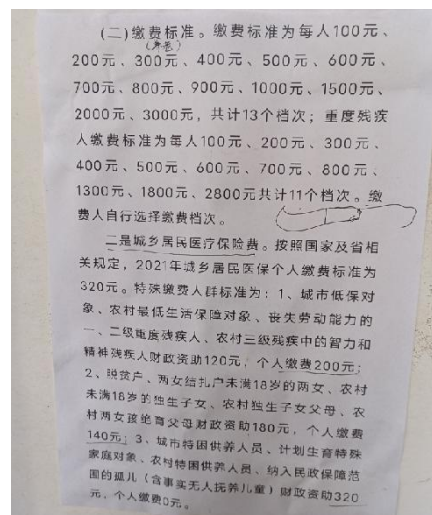 (二)缴费标准。缴费标准为每人100元、
200元、300元、400元、500元、600元、
700元、800元、900元、1000元、1500元、
2000元、3000元，共计13个档次；重度残疾
人缴费标准为每人100元、200元、300元、
400元、500元、600元、700元、800元、
1300元、1800元、2800元共计11个档次。缴
费人自行选择缴费档次。
二是城乡居民医疗保险费。按照国家及省相
关规定，2021年城乡居民医保个人缴费标准为
320元。特殊缴费人群标准为：1、城市低保对
象、农村最低生活保障对象、丧失劳动能力的
一、二级重度残疾人、农村三级残疾中的智力和
精神残疾人财政资助120元，个人缴费200元；
2、脱贫户、两女结扎户未满18岁的两女、农村
未满18岁的独生子女、农村独生子女父母、农
村两女孩绝育父母财政资助180元，个人缴费
140元；3、城市特困供养人员、计划生育特殊
家庭对象、农村特困供养人员、纳入民政保障范
围的孤儿（含事实无人抚养儿童）财政资助320
元，个人缴费0元。